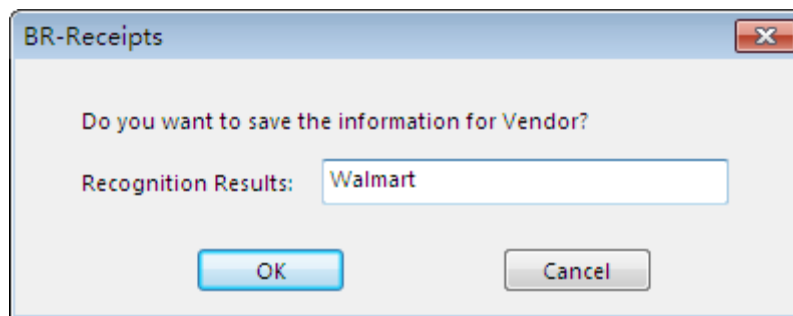 BR-Receipts
Do you want to save the information for Vendor?
Recognition Results: Walmart
OK Cancel